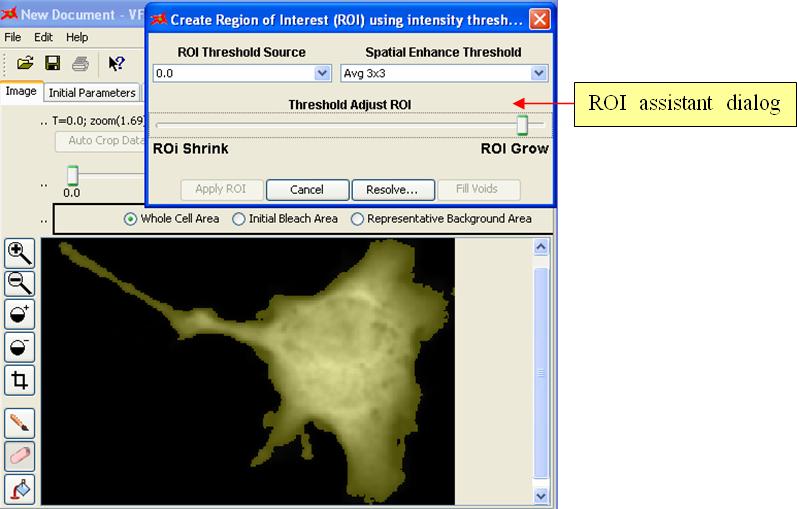 New Document - VF
File Edit Help
Image Initial Parameters
.. T=0.0; zoom(1.69)
Auto Crop Data
..
0.0
..
Create Region of Interest (ROI) using intensity thresh...
ROI Threshold Source Spatial Enhance Threshold
0.0 Avg 3x3
Threshold Adjust ROI
ROi Shrink ROI Grow
Apply ROI Cancel Resolve... Fill Voids
Whole Cell Area Initial Bleach Area Representative Background Area
ROI assistant dialog